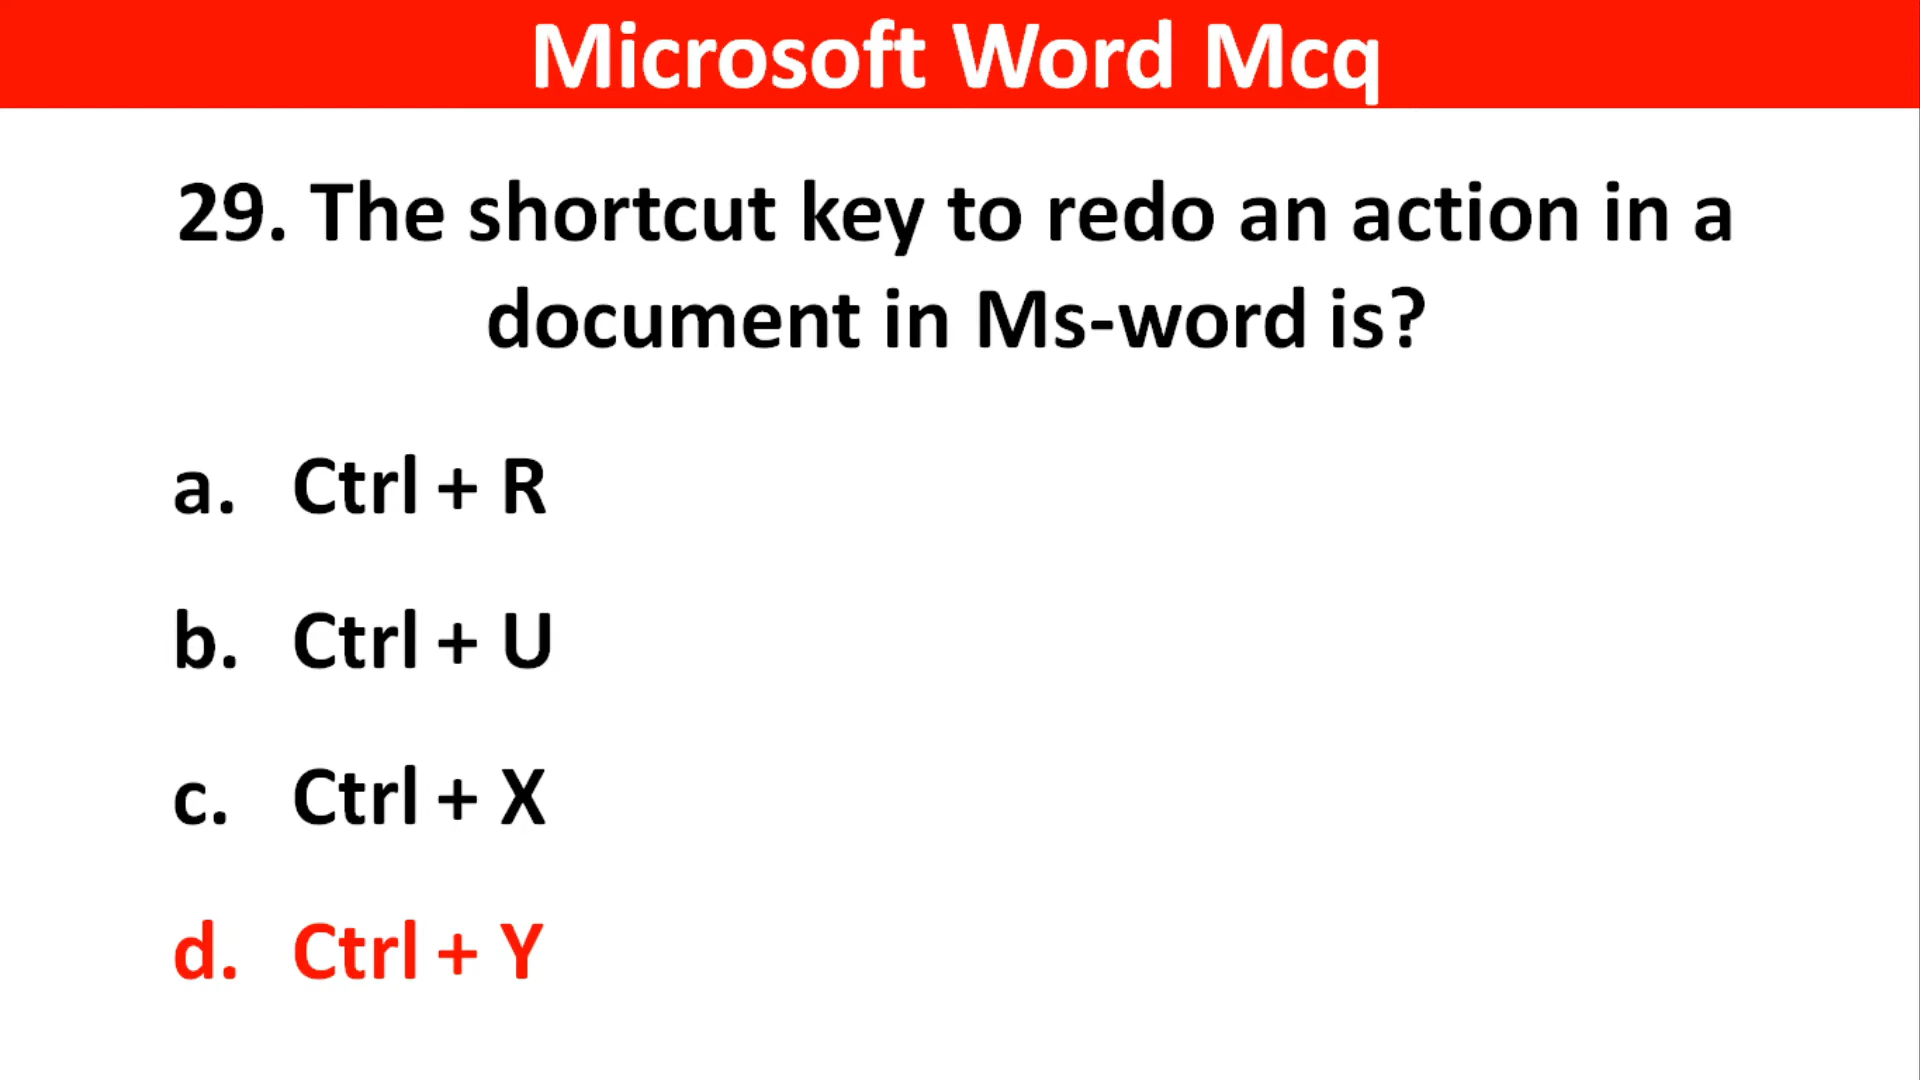 Microsoft Word Mcq
29. The shortcut key to redo an action in a
document in Ms-word is?
a. Ctrl + R
b. Ctrl + U
c. Ctrl + X
d. Ctrl + Y